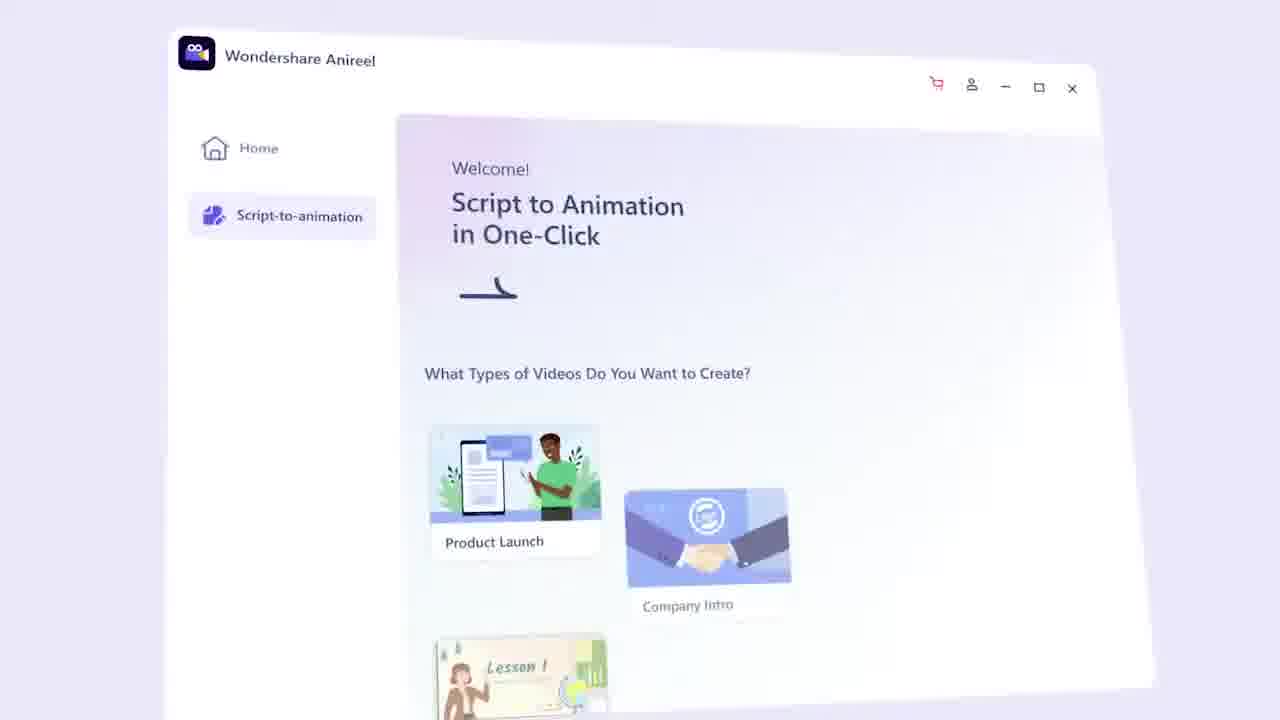 Wondershare Anireel
Home
Script-to-animation
Welcome!
Script to Animation
in One-Click
What Types of Videos Do You Want to Create?
Product Launch
Company Intro
Lesson 1